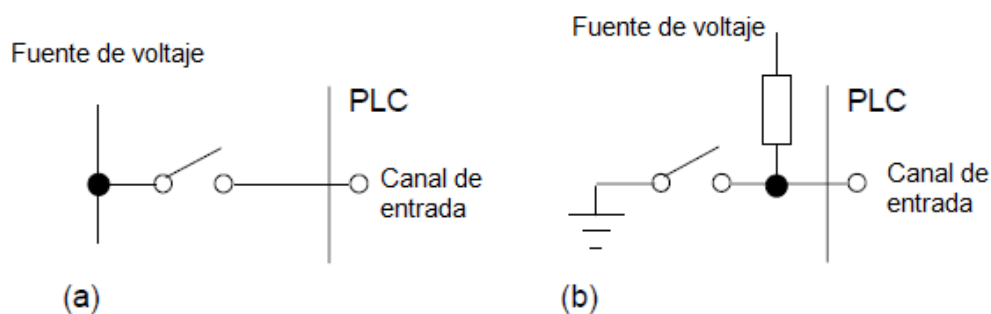 Fuente de voltaje
PLC
Canal de
entrada
(a)
Fuente de voltaje
PLC
Canal de
entrada
(b)